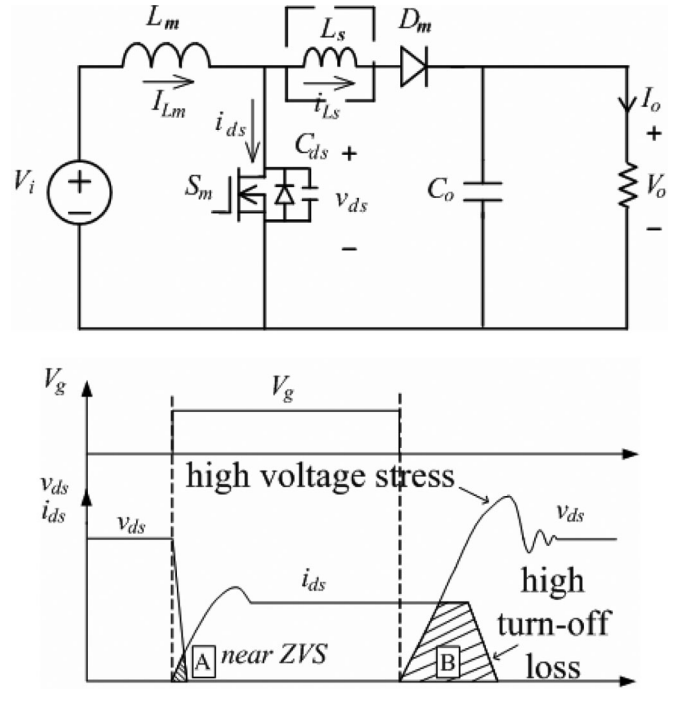 Lm
Ls
Dm
ILm
iLs
Io
ids
Cds
+
+
Vi
+
Sm
vds
Co
Vo
−
−
−
Vg
Vg
high voltage stress
vds
ids
vds
vds
ids
high
turn-off
loss
A near ZVS
B